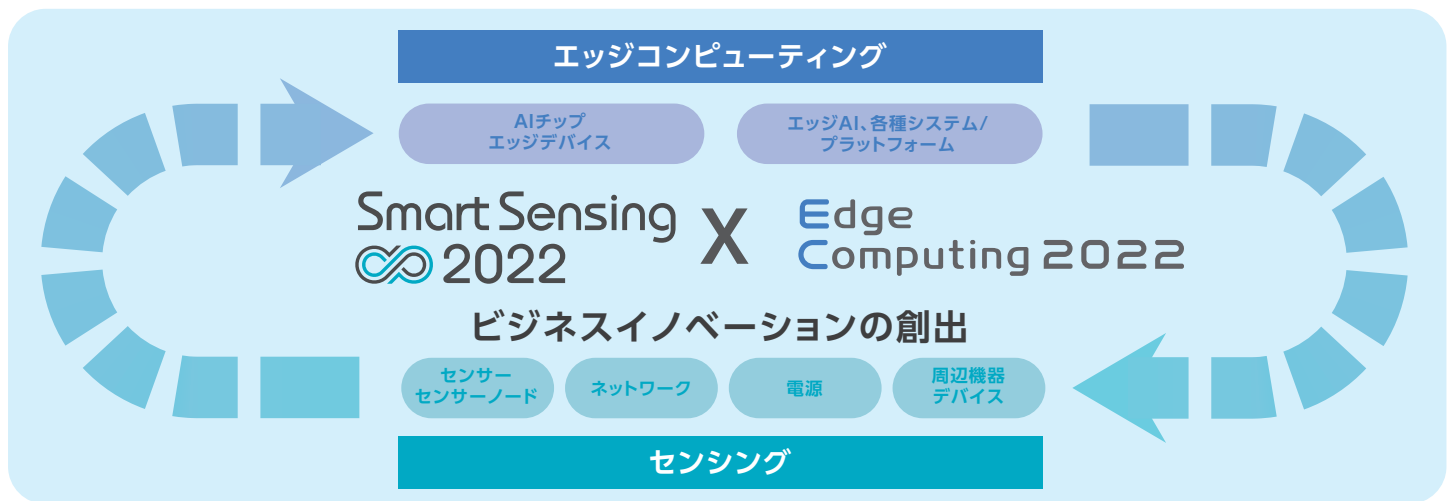 エッジコンピューティング
AIチップ
エッジデバイス
エッジAI、各種システム/
プラットフォーム
Smart Sensing
2022
X
Edge
Computing 2022
ビジネスイノベーションの創出
センサー
センサーノード
ネットワーク
電源
周辺機器
デバイス
センシング